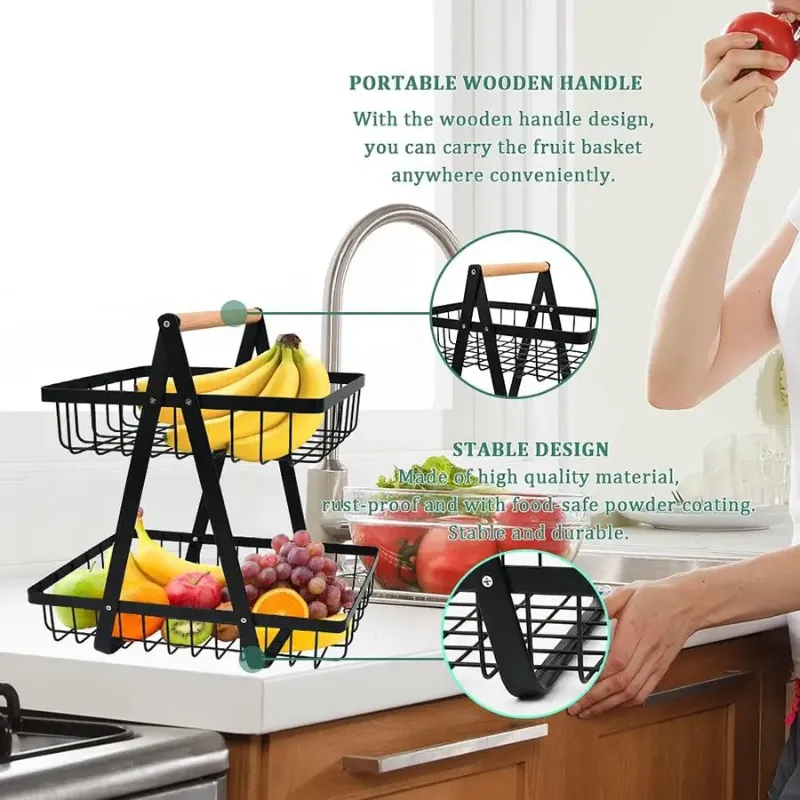 PORTABLE WOODEN HANDLE
With the wooden handle design,
you can carry the fruit basket
anywhere conveniently.
STABLE DESIGN
Made of high quality material,
rust-proof and with food-safe powder coating.
Stable and durable.